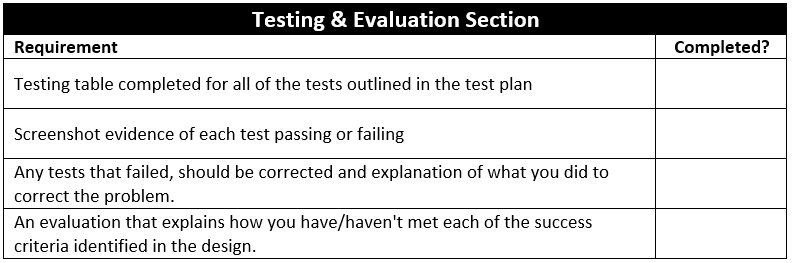 Testing & Evaluation Section
Requirement Completed?
Testing table completed for all of the tests outlined in the test plan
Screenshot evidence of each test passing or failing
Any tests that failed, should be corrected and explanation of what you did to
correct the problem.
An evaluation that explains how you have/haven't met each of the success
criteria identified in the design.